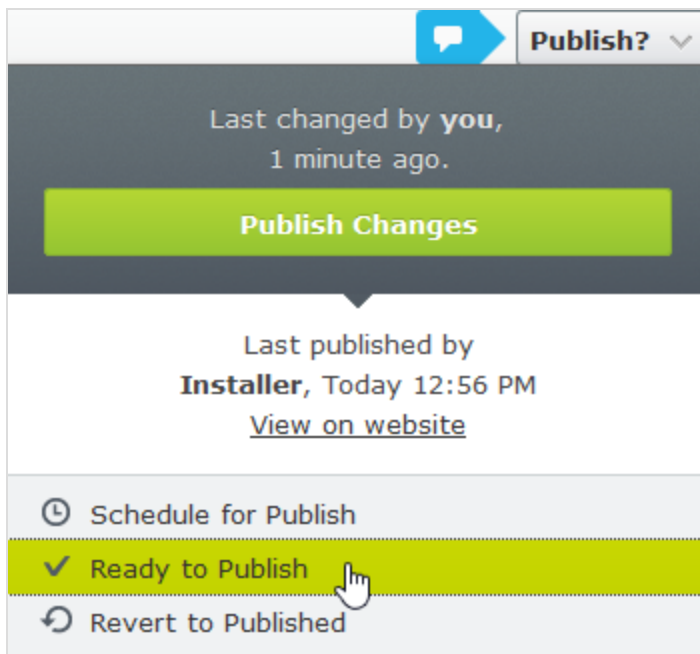 Publish?
Last changed by you,
1 minute ago.
Publish Changes
Last published by
Installer, Today 12:56 PM
View on website
Schedule for Publish
Ready to Publish
Revert to Published